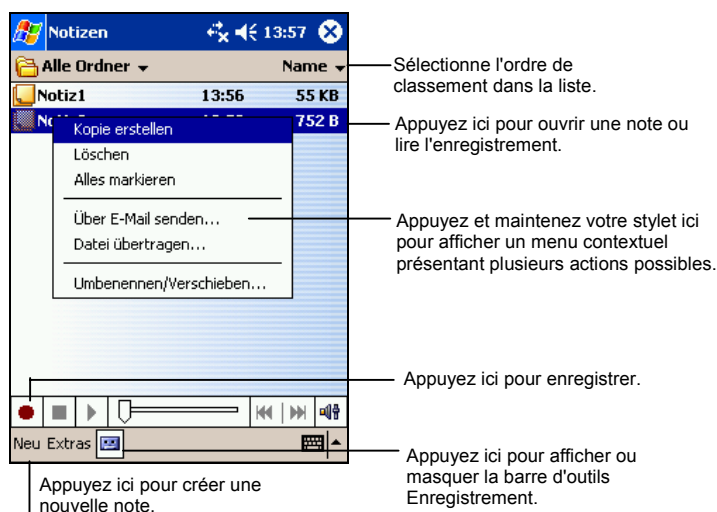 Notizen 13:57
Alle Ordner Name
Sélectionne l'ordre de
classement dans la liste.
Notiz1 13:56 55 KB
752 B
Appuyez ici pour ouvrir une note ou
lire l'enregistrement.
Kopie erstellen
Löschen
Alles markieren
Über E-Mail senden...
Datei übertragen...
Umbenennen/Verschieben...
Appuyez et maintenez votre stylet ici
pour afficher un menu contextuel
présentant plusieurs actions possibles.
Appuyez ici pour enregistrer.
Neu Extras
Appuyez ici pour afficher ou
masquer la barre d'outils
Enregistrement.
Appuyez ici pour créer une
nouvelle note.